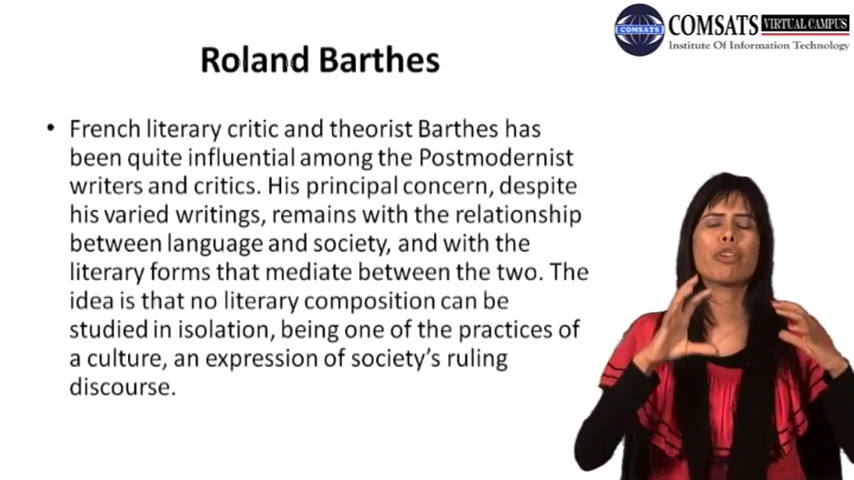 COMSATS VIRTUAL CAMPUS
COMSATS
Institute Of Information Technology
Roland Barthes
• French literary critic and theorist Barthes has
been quite influential among the Postmodernist
writers and critics. His principal concern, despite
his varied writings, remains with the relationship
between language and society, and with the
literary forms that mediate between the two. The
idea is that no literary composition can be
studied in isolation, being one of the practices of
a culture, an expression of society's ruling
discourse.